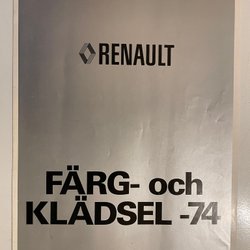 RENAULT
FÄRG- och
KLÄDSEL -74